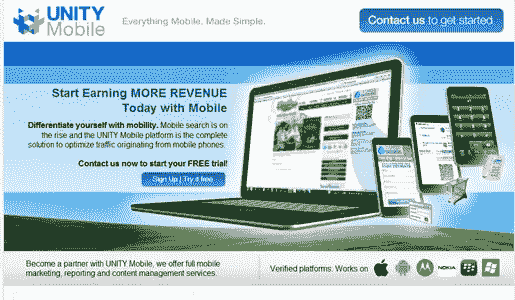 UNITY
Mobile
Everything Mobile. Made Simple.
Contact us to get started
Start Earning MORE REVENUE
Today with Mobile
Differentiate yourself with mobility. Mobile search is on
the rise and the UNITY Mobile platform is the complete
solution to optimize traffic originating from mobile phones.
Contact us now to start your FREE trial!
Sign Up | Try it free
Become a partner with UNITY Mobile, we offer full mobile
marketing, reporting and content management services.
Verified platforms: Works on
NOKIA